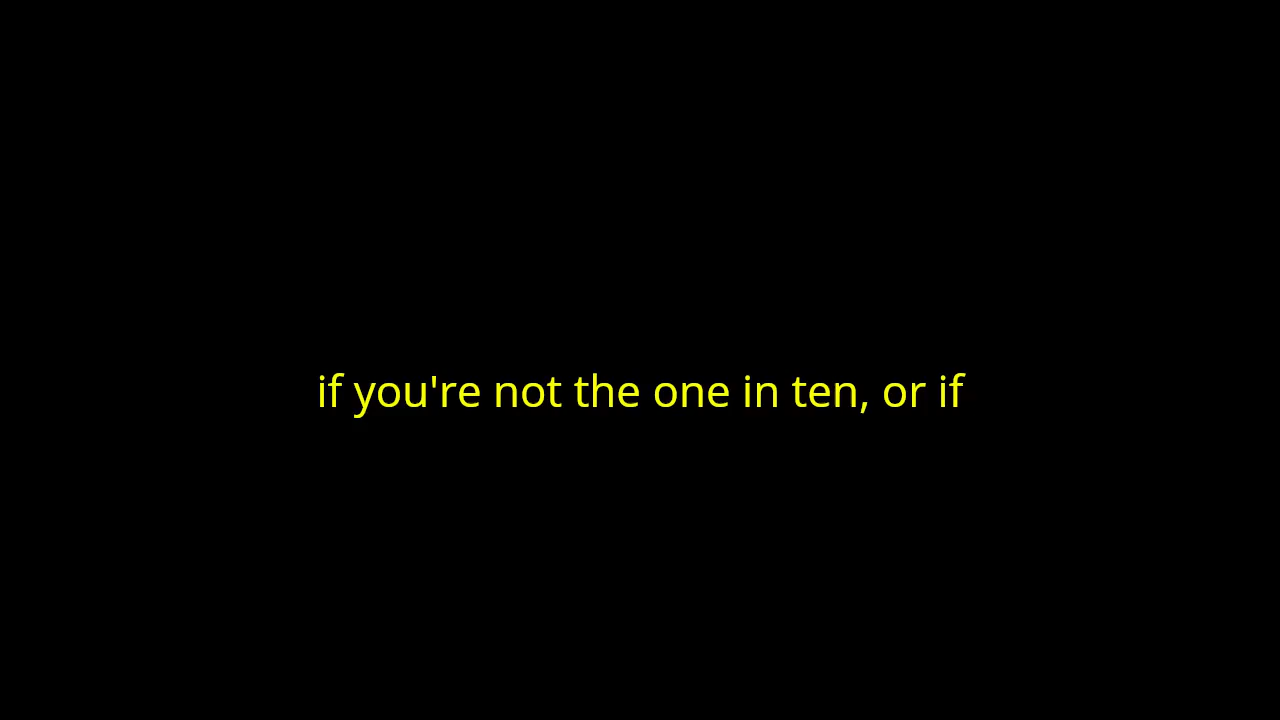 if you're not the one in ten, or if